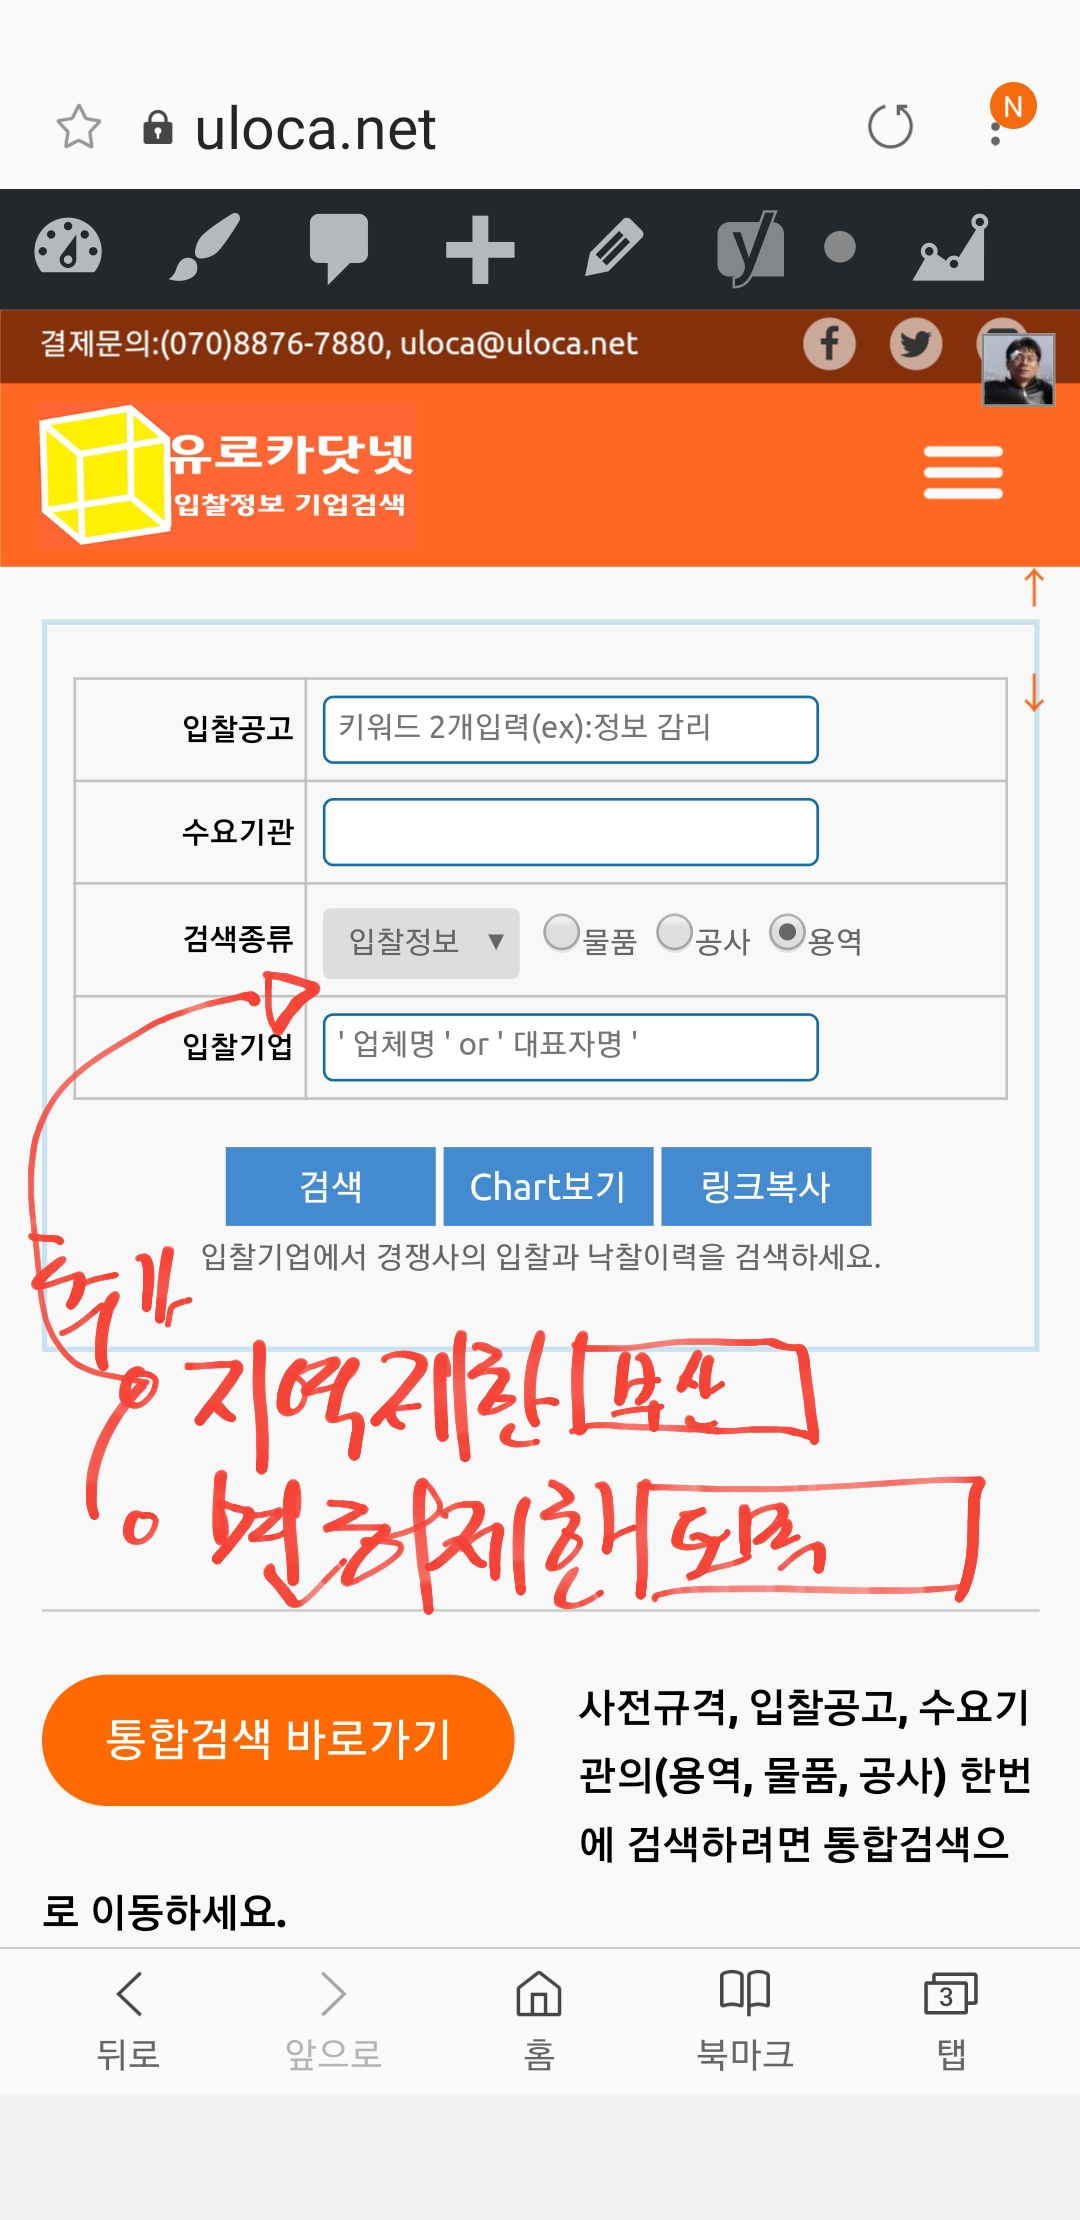 uloca.net
N
결제문의:(070)8876-7880, uloca@uloca.net
유로카닷넷
입찰정보 기업검색
입찰공고 키워드 2개입력(ex):정보 감리
수요기관
검색종류 입찰정보 ▼ 물품 공사 용역
입찰기업 ' 업체명 ' or ' 대표자명 '
검색 Chart보기 링크복사
입찰기업에서 경쟁사의 입찰과 낙찰이력을 검색하세요.
추가
지역제한 부산
면허제한 토목
통합검색 바로가기
사전규격, 입찰공고, 수요기
관의(용역, 물품, 공사) 한번
에 검색하려면 통합검색으
로 이동하세요.
3
뒤로 앞으로 홈 북마크 탭